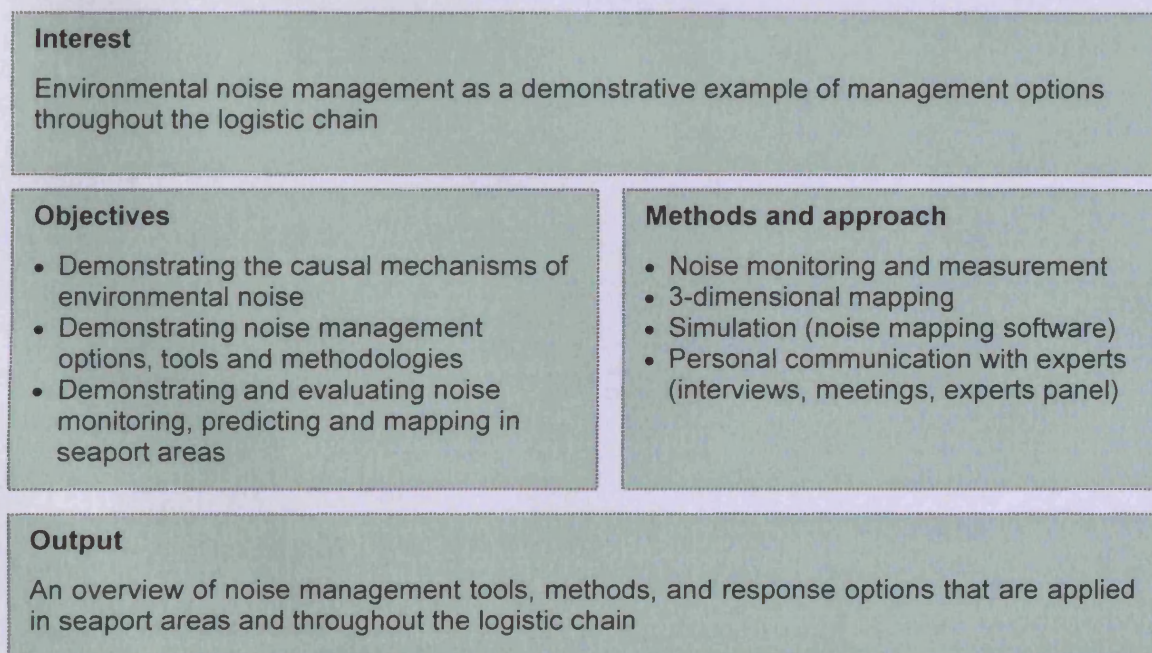 Interest
Environmental noise management as a demonstrative example of management options
throughout the logistic chain
Objectives
• Demonstrating the causal mechanisms of
environmental noise
• Demonstrating noise management
options, tools and methodologies
• Demonstrating and evaluating noise
monitoring, predicting and mapping in
seaport areas
Methods and approach
• Noise monitoring and measurement
• 3-dimensional mapping
• Simulation (noise mapping software)
• Personal communication with experts
(interviews, meetings, experts panel)
Output
An overview of noise management tools, methods, and response options that are applied
in seaport areas and throughout the logistic chain